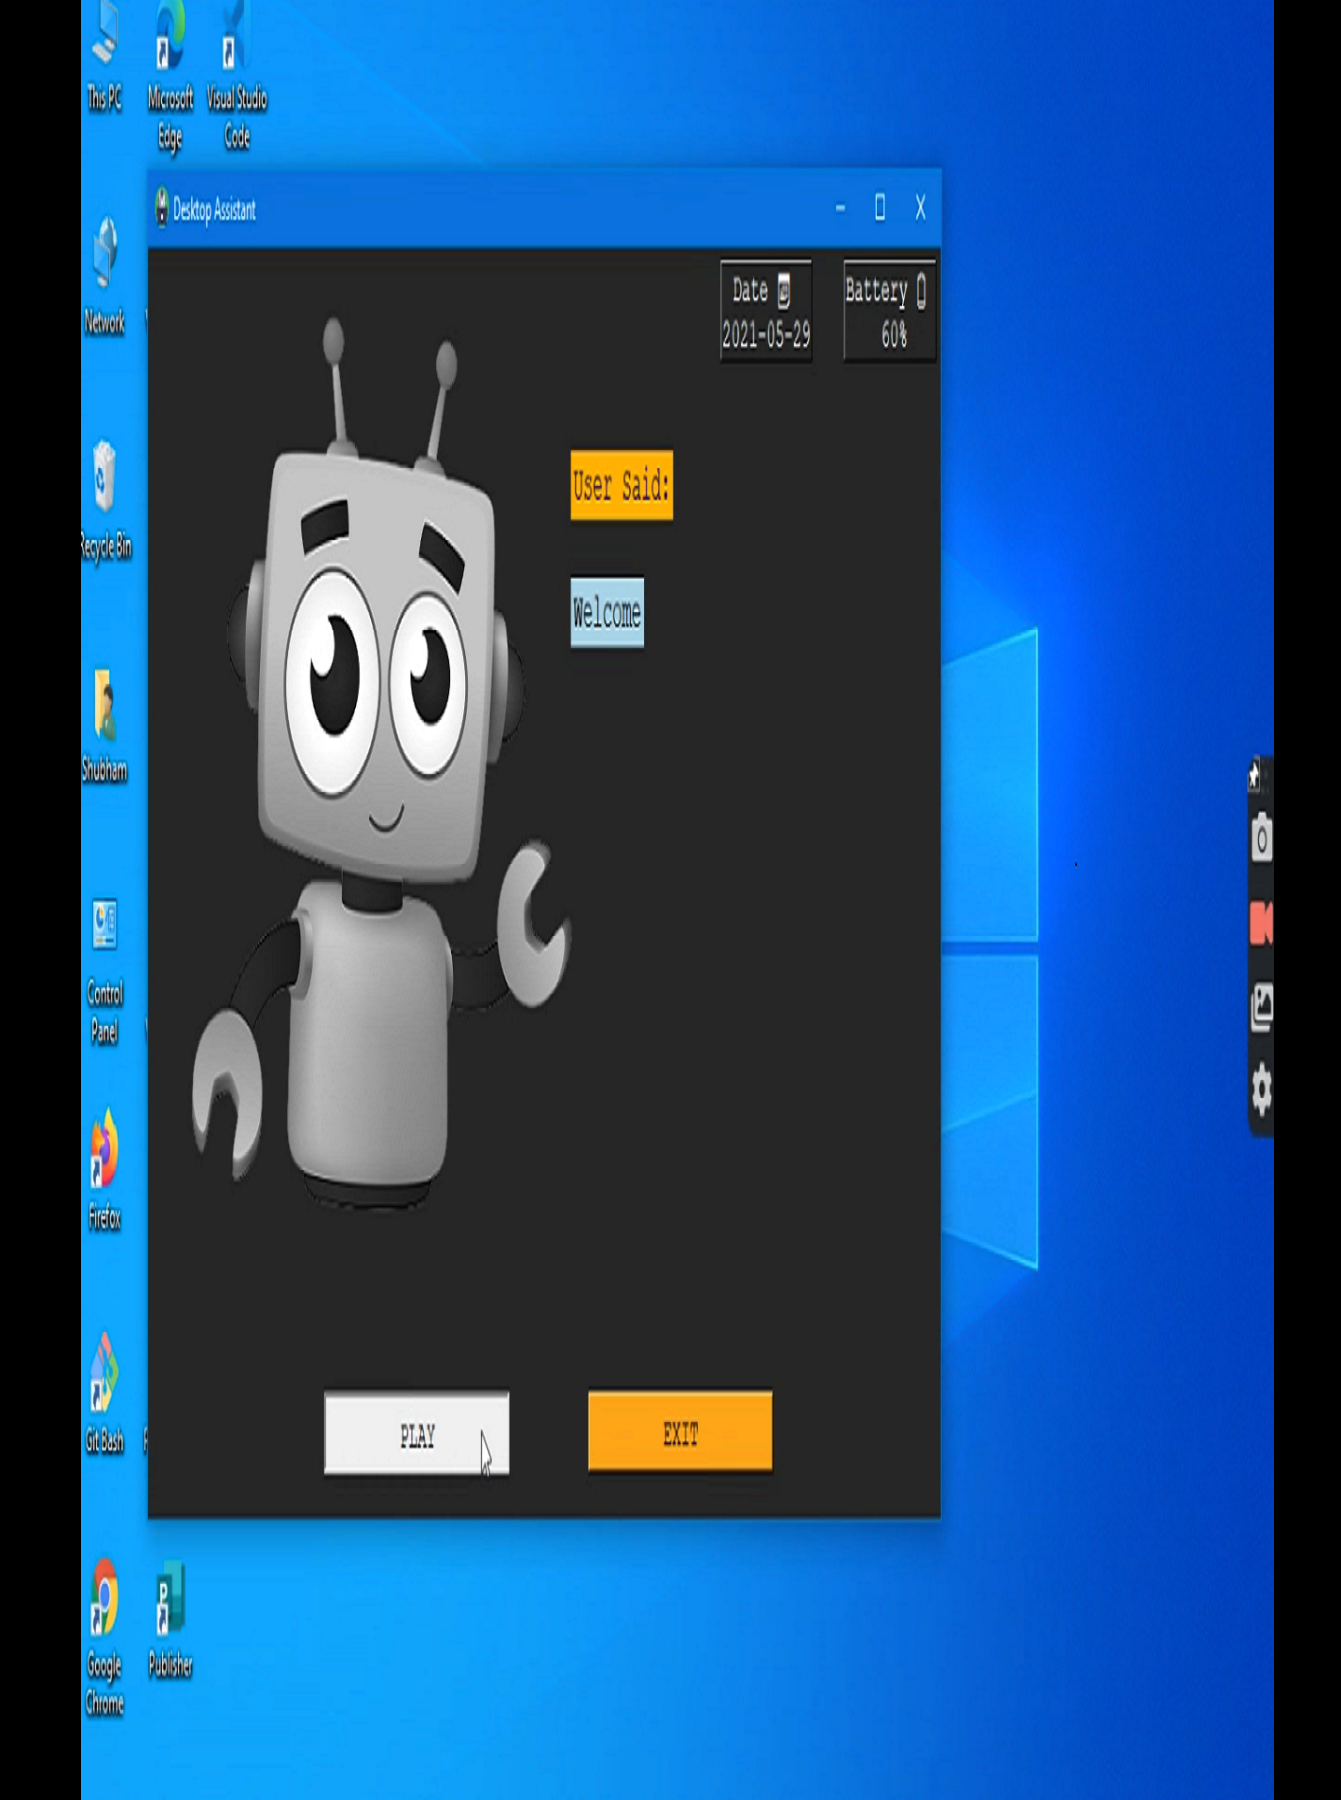 This PC
Microsoft
Edge
Visual Studio
Code
Desktop Assistant
Date
2021-05-29
Battery
60%
Network
User Said:
Recycle Bin
Welcome
Shubham
Control
Panel
Firefox
Git Bash
PLAY
EXIT
Google
Chrome
Publisher